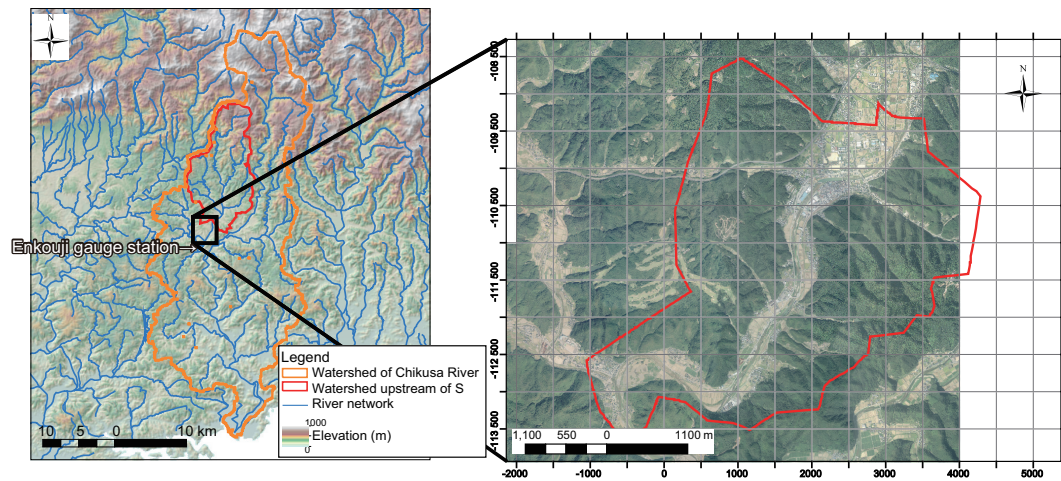 N
Enkouji gauge station→
10 5 0 10 km
Legend
Watershed of Chikusa River
Watershed upstream of S
River network
1,000
Elevation (m)
0
N
-108 500
-109 500
-110 500
-111 500
-112 500
-113 500
1,100 550 0 1100 m
-2000 -1000 0 1000 2000 3000 4000 5000